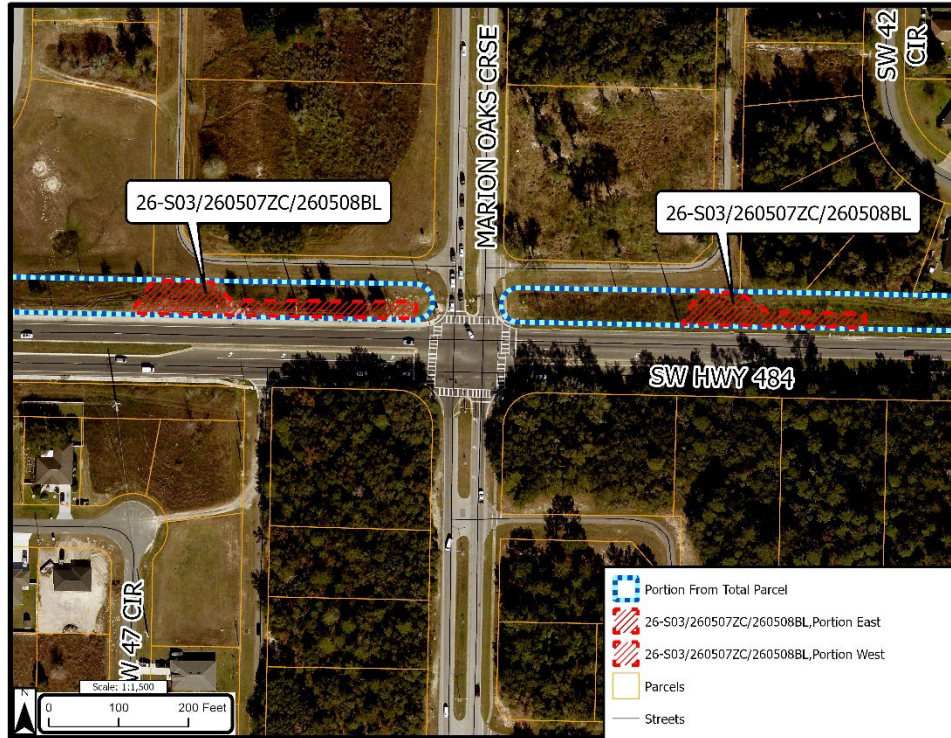 MARION OAKS CRSE
SW 42
CIR
26-S03/260507ZC/260508BL
26-S03/260507ZC/260508BL
SW HWY 484
W 47 CIR
Portion From Total Parcel
26-S03/260507ZC/260508BL,Portion East
26-S03/260507ZC/260508BL,Portion West
Parcels
Streets
N
Scale: 1:1,500
0 100 200 Feet